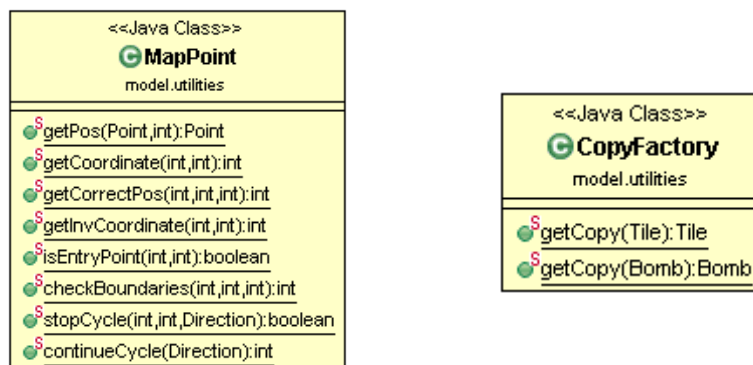 <<Java Class>>
MapPoint
model.utilities
getPos(Point,int):Point
getCoordinate(int,int):int
getCorrectPos(int,int,int):int
getInvCoordinate(int,int):int
isEntryPoint(int,int):boolean
checkBoundaries(int,int,int):int
stopCycle(int,int,Direction):boolean
continueCycle(Direction):int
<<Java Class>>
CopyFactory
model.utilities
getCopy(Tile):Tile
getCopy(Bomb):Bomb